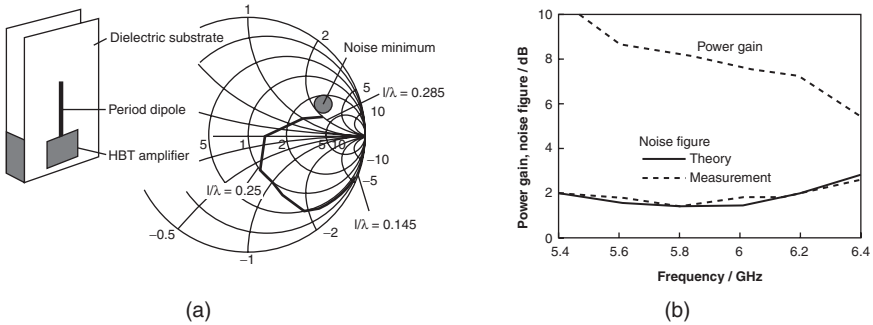 Dielectric substrate
Period dipole
HBT amplifier
1
2
Noise minimum
5
l/λ = 0.285
10
5
1
2
5
10
–10
–5
l/λ = 0.25
l/λ = 0.145
–0.5
–2
–1
(a)
Power gain, noise figure / dB
10
8
6
4
2
0
Power gain
Noise figure
Theory
Measurement
5.4
5.6
5.8
6
6.2
6.4
Frequency / GHz
(b)